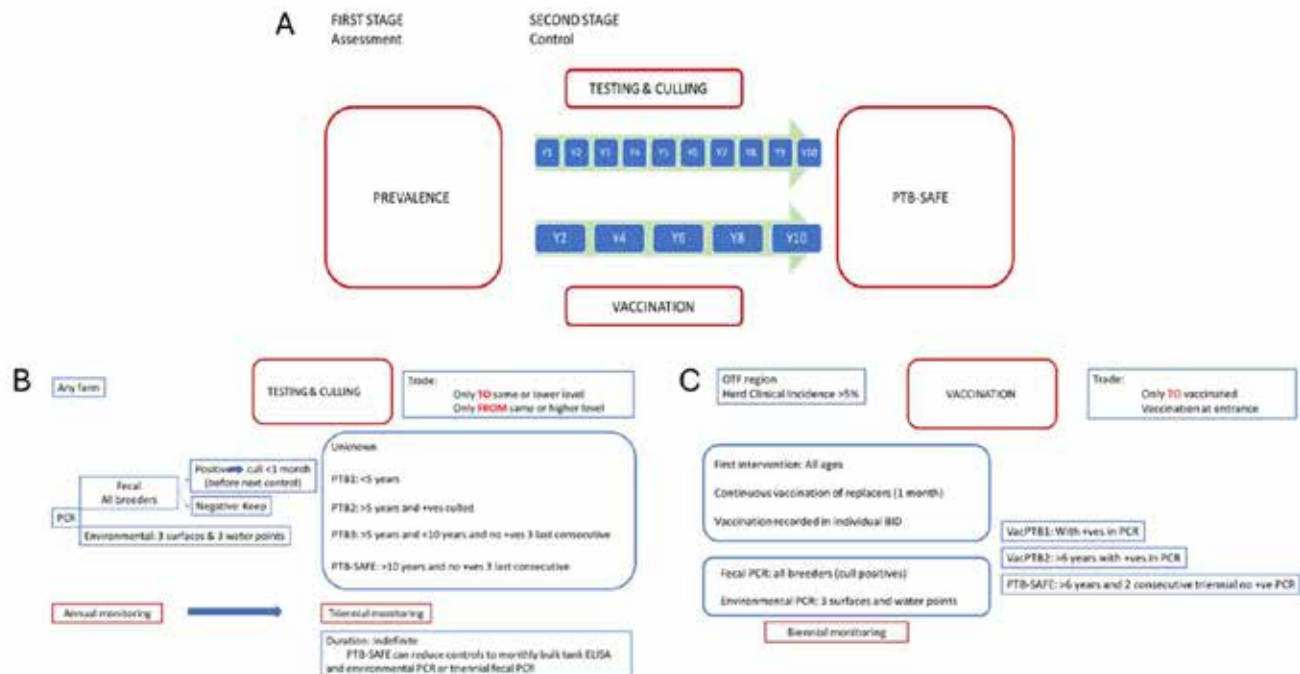 A
FIRST STAGE
Assessment
SECOND STAGE
Control
TESTING & CULLING
PREVALENCE
Y1 Y2 Y3 Y4 Y5 Y6 Y7 Y8 Y9 Y10
PTB-SAFE
Y2 Y4 Y6 Y8 Y10
VACCINATION
B
Any farm
TESTING & CULLING
Trade:
Only TO same or lower level
Only FROM same or higher level
Fecal:
All breeders
Positive cull <1 month
(before next control)
Negative: Keep
PCR
Environmental: 3 surfaces & 3 water points
Unknown
PTB1: <5 years
PTB2: >5 years and +ves culled
PTB3: >5 years and <10 years and no +ves 3 last consecutive
PTB-SAFE: >10 years and no +ves 3 last consecutive
Annual monitoring
Triennial monitoring
Duration: Indefinite
PTB-SAFE can reduce controls to monthly bulk tank ELISA
and environmental PCR or triennial fecal PCR
C
OTF region
Herd Clinical Incidence >5%
VACCINATION
Trade:
Only TO vaccinated
Vaccination at entrance
First intervention: All ages
Continuous vaccination of replacers (1 month)
Vaccination recorded in individual BID
Fecal PCR: all breeders (cull positives)
Environmental PCR: 3 surfaces and water points
Biennial monitoring
VacPTB1: With +ves in PCR
VacPTB2: >6 years with +ves in PCR
PTB-SAFE: >6 years and 2 consecutive triennial no +ve PCR